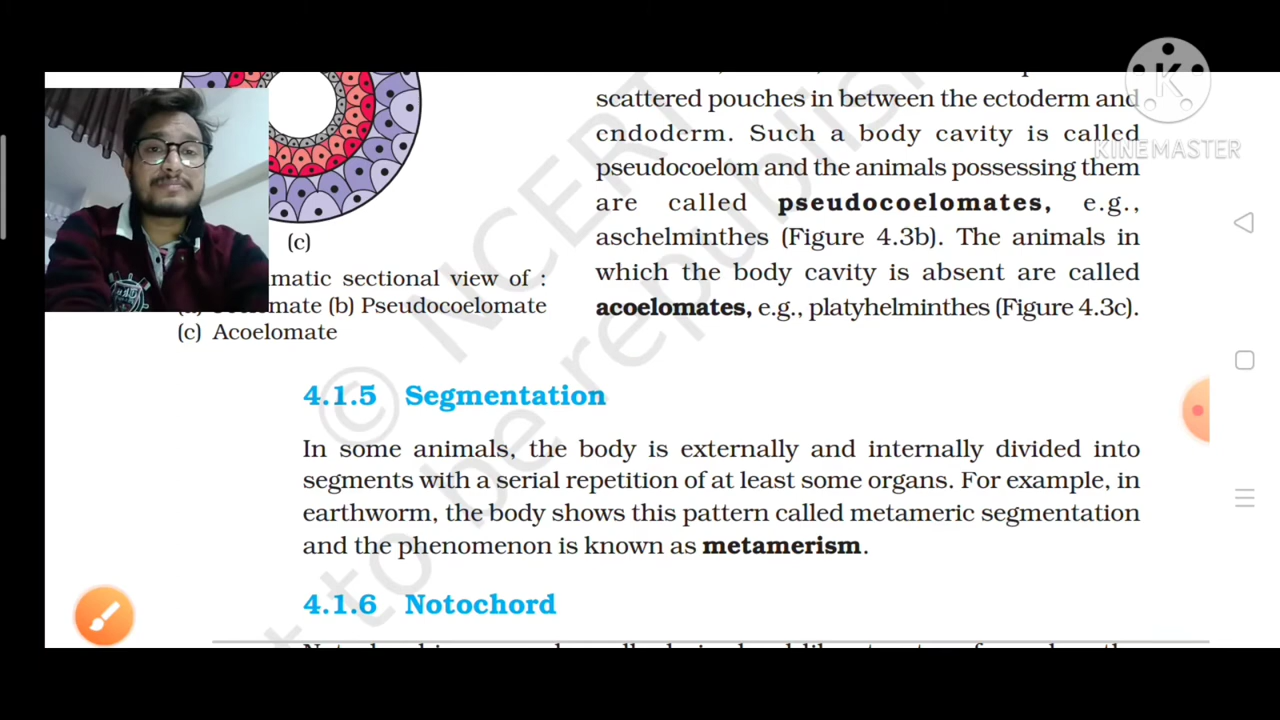 scattered pouches in between the ectoderm and
endoderm. Such a body cavity is called
pseudocoelom and the animals possessing them
are called pseudocoelomates, e.g.,
aschelminthes (Figure 4.3b). The animals in
which the body cavity is absent are called
acoelomates, e.g., platyhelminthes (Figure 4.3c).
(c)
matic sectional view of :
mate (b) Pseudocoelomate
(c) Acoelomate
4.1.5 Segmentation
In some animals, the body is externally and internally divided into
segments with a serial repetition of at least some organs. For example, in
earthworm, the body shows this pattern called metameric segmentation
and the phenomenon is known as metamerism.
4.1.6 Notochord
© NCERT
t to be republish
K
KINEMASTER